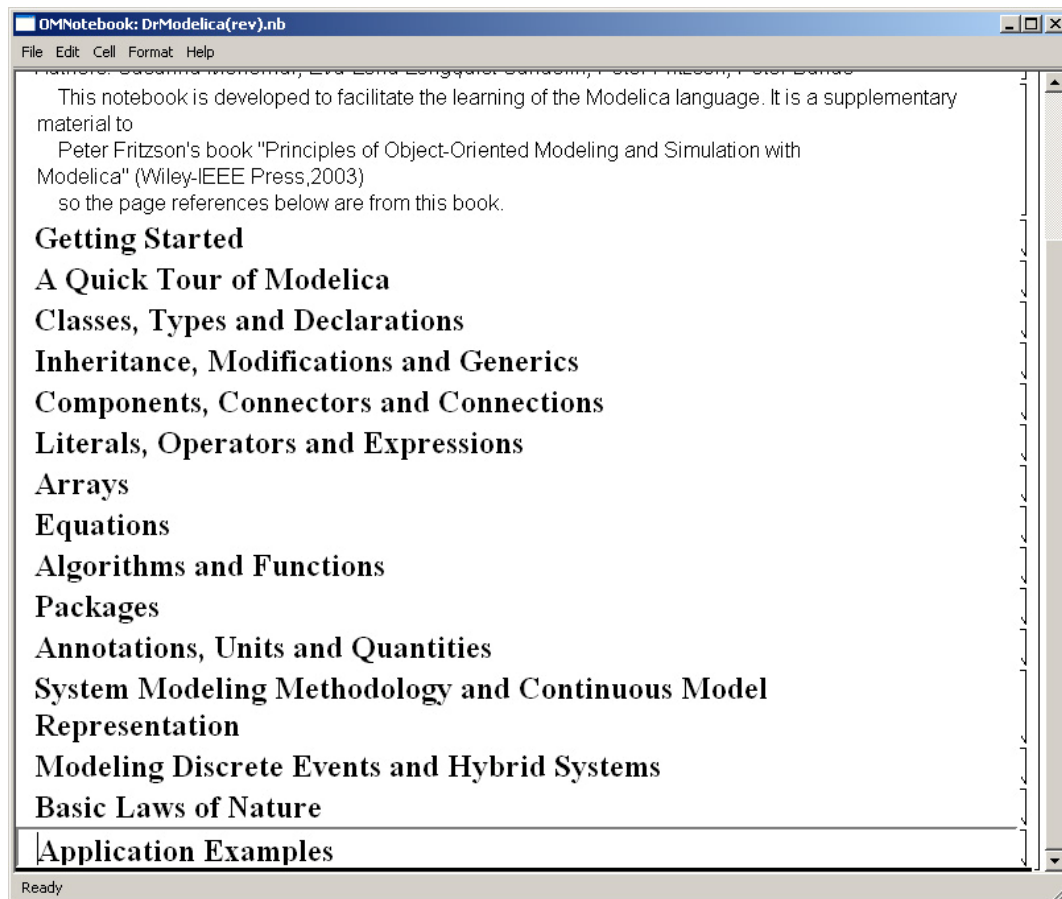 OMNotebook: DrModelica(rev).nb
File Edit Cell Format Help
This notebook is developed to facilitate the learning of the Modelica language. It is a supplementary
material to
Peter Fritzson's book "Principles of Object-Oriented Modeling and Simulation with
Modelica" (Wiley-IEEE Press,2003)
so the page references below are from this book.
Getting Started
A Quick Tour of Modelica
Classes, Types and Declarations
Inheritance, Modifications and Generics
Components, Connectors and Connections
Literals, Operators and Expressions
Arrays
Equations
Algorithms and Functions
Packages
Annotations, Units and Quantities
System Modeling Methodology and Continuous Model
Representation
Modeling Discrete Events and Hybrid Systems
Basic Laws of Nature
Application Examples
Ready